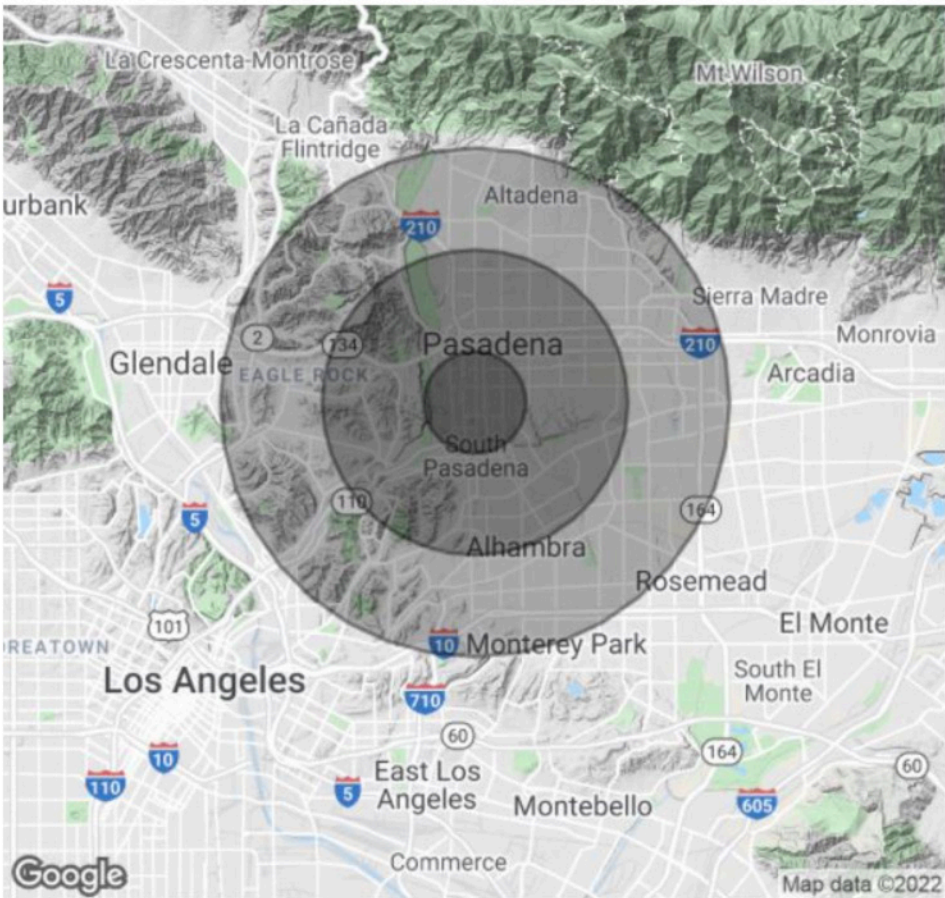 La Crescenta-Montrose
Mt Wilson
La Cañada
Flintridge
urbank
Altadena
210
5
Sierra Madre
2
134
Pasadena
210
Monrovia
Glendale
EAGLE ROCK
Arcadia
South
Pasadena
110
164
5
Alhambra
Rosemead
101
El Monte
OREATOWN
10
Monterey Park
Los Angeles
South El
Monte
710
60
164
10
60
110
East Los
Angeles
5
Montebello
605
Commerce
Google
Map data ©2022